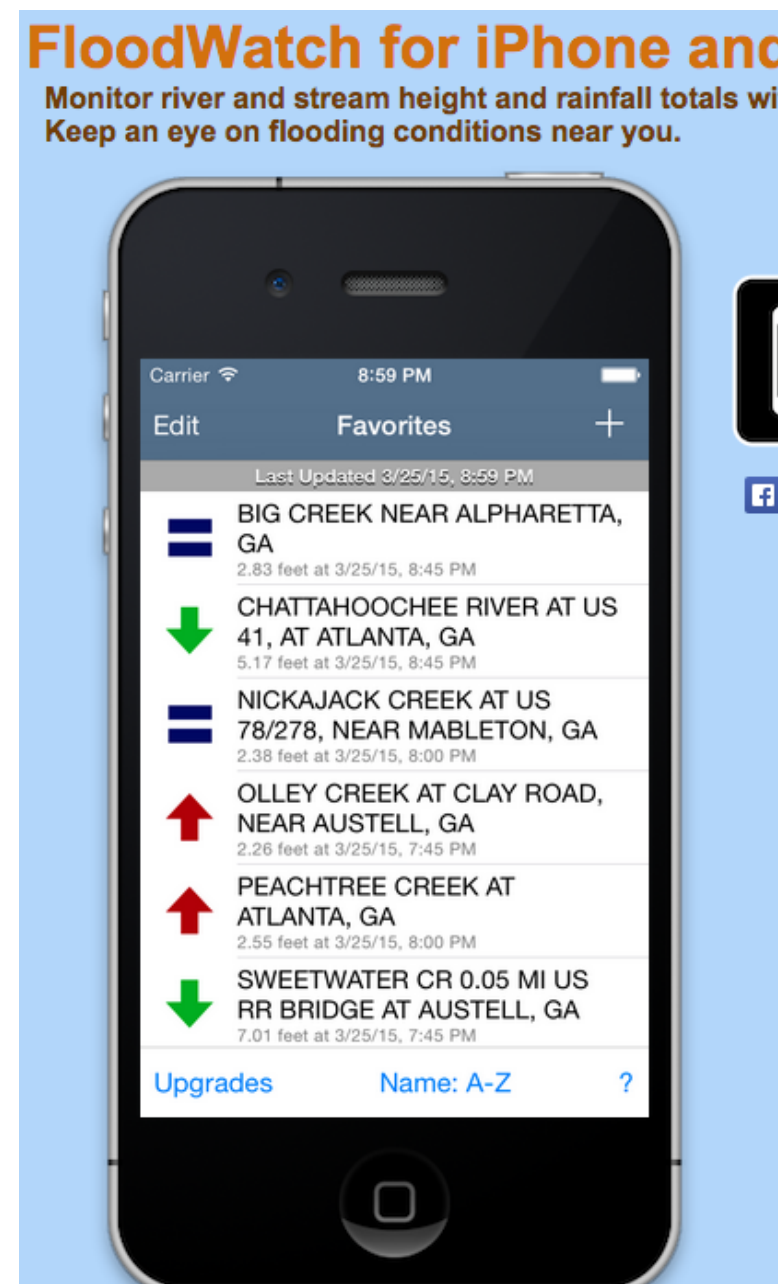 FloodWatch for iPhone and
Monitor river and stream height and rainfall totals wi
Keep an eye on flooding conditions near you.
Carrier 8:59 PM
Edit Favorites +
Last Updated 3/25/15, 8:59 PM
BIG CREEK NEAR ALPHARETTA,
GA
2.83 feet at 3/25/15, 8:45 PM
CHATTAHOOCHEE RIVER AT US
41, AT ATLANTA, GA
5.17 feet at 3/25/15, 8:45 PM
NICKAJACK CREEK AT US
78/278, NEAR MABLETON, GA
2.38 feet at 3/25/15, 8:00 PM
OLLEY CREEK AT CLAY ROAD,
NEAR AUSTELL, GA
2.26 feet at 3/25/15, 7:45 PM
PEACHTREE CREEK AT
ATLANTA, GA
2.55 feet at 3/25/15, 8:00 PM
SWEETWATER CR 0.05 MI US
RR BRIDGE AT AUSTELL, GA
7.01 feet at 3/25/15, 7:45 PM
Upgrades Name: A-Z ?